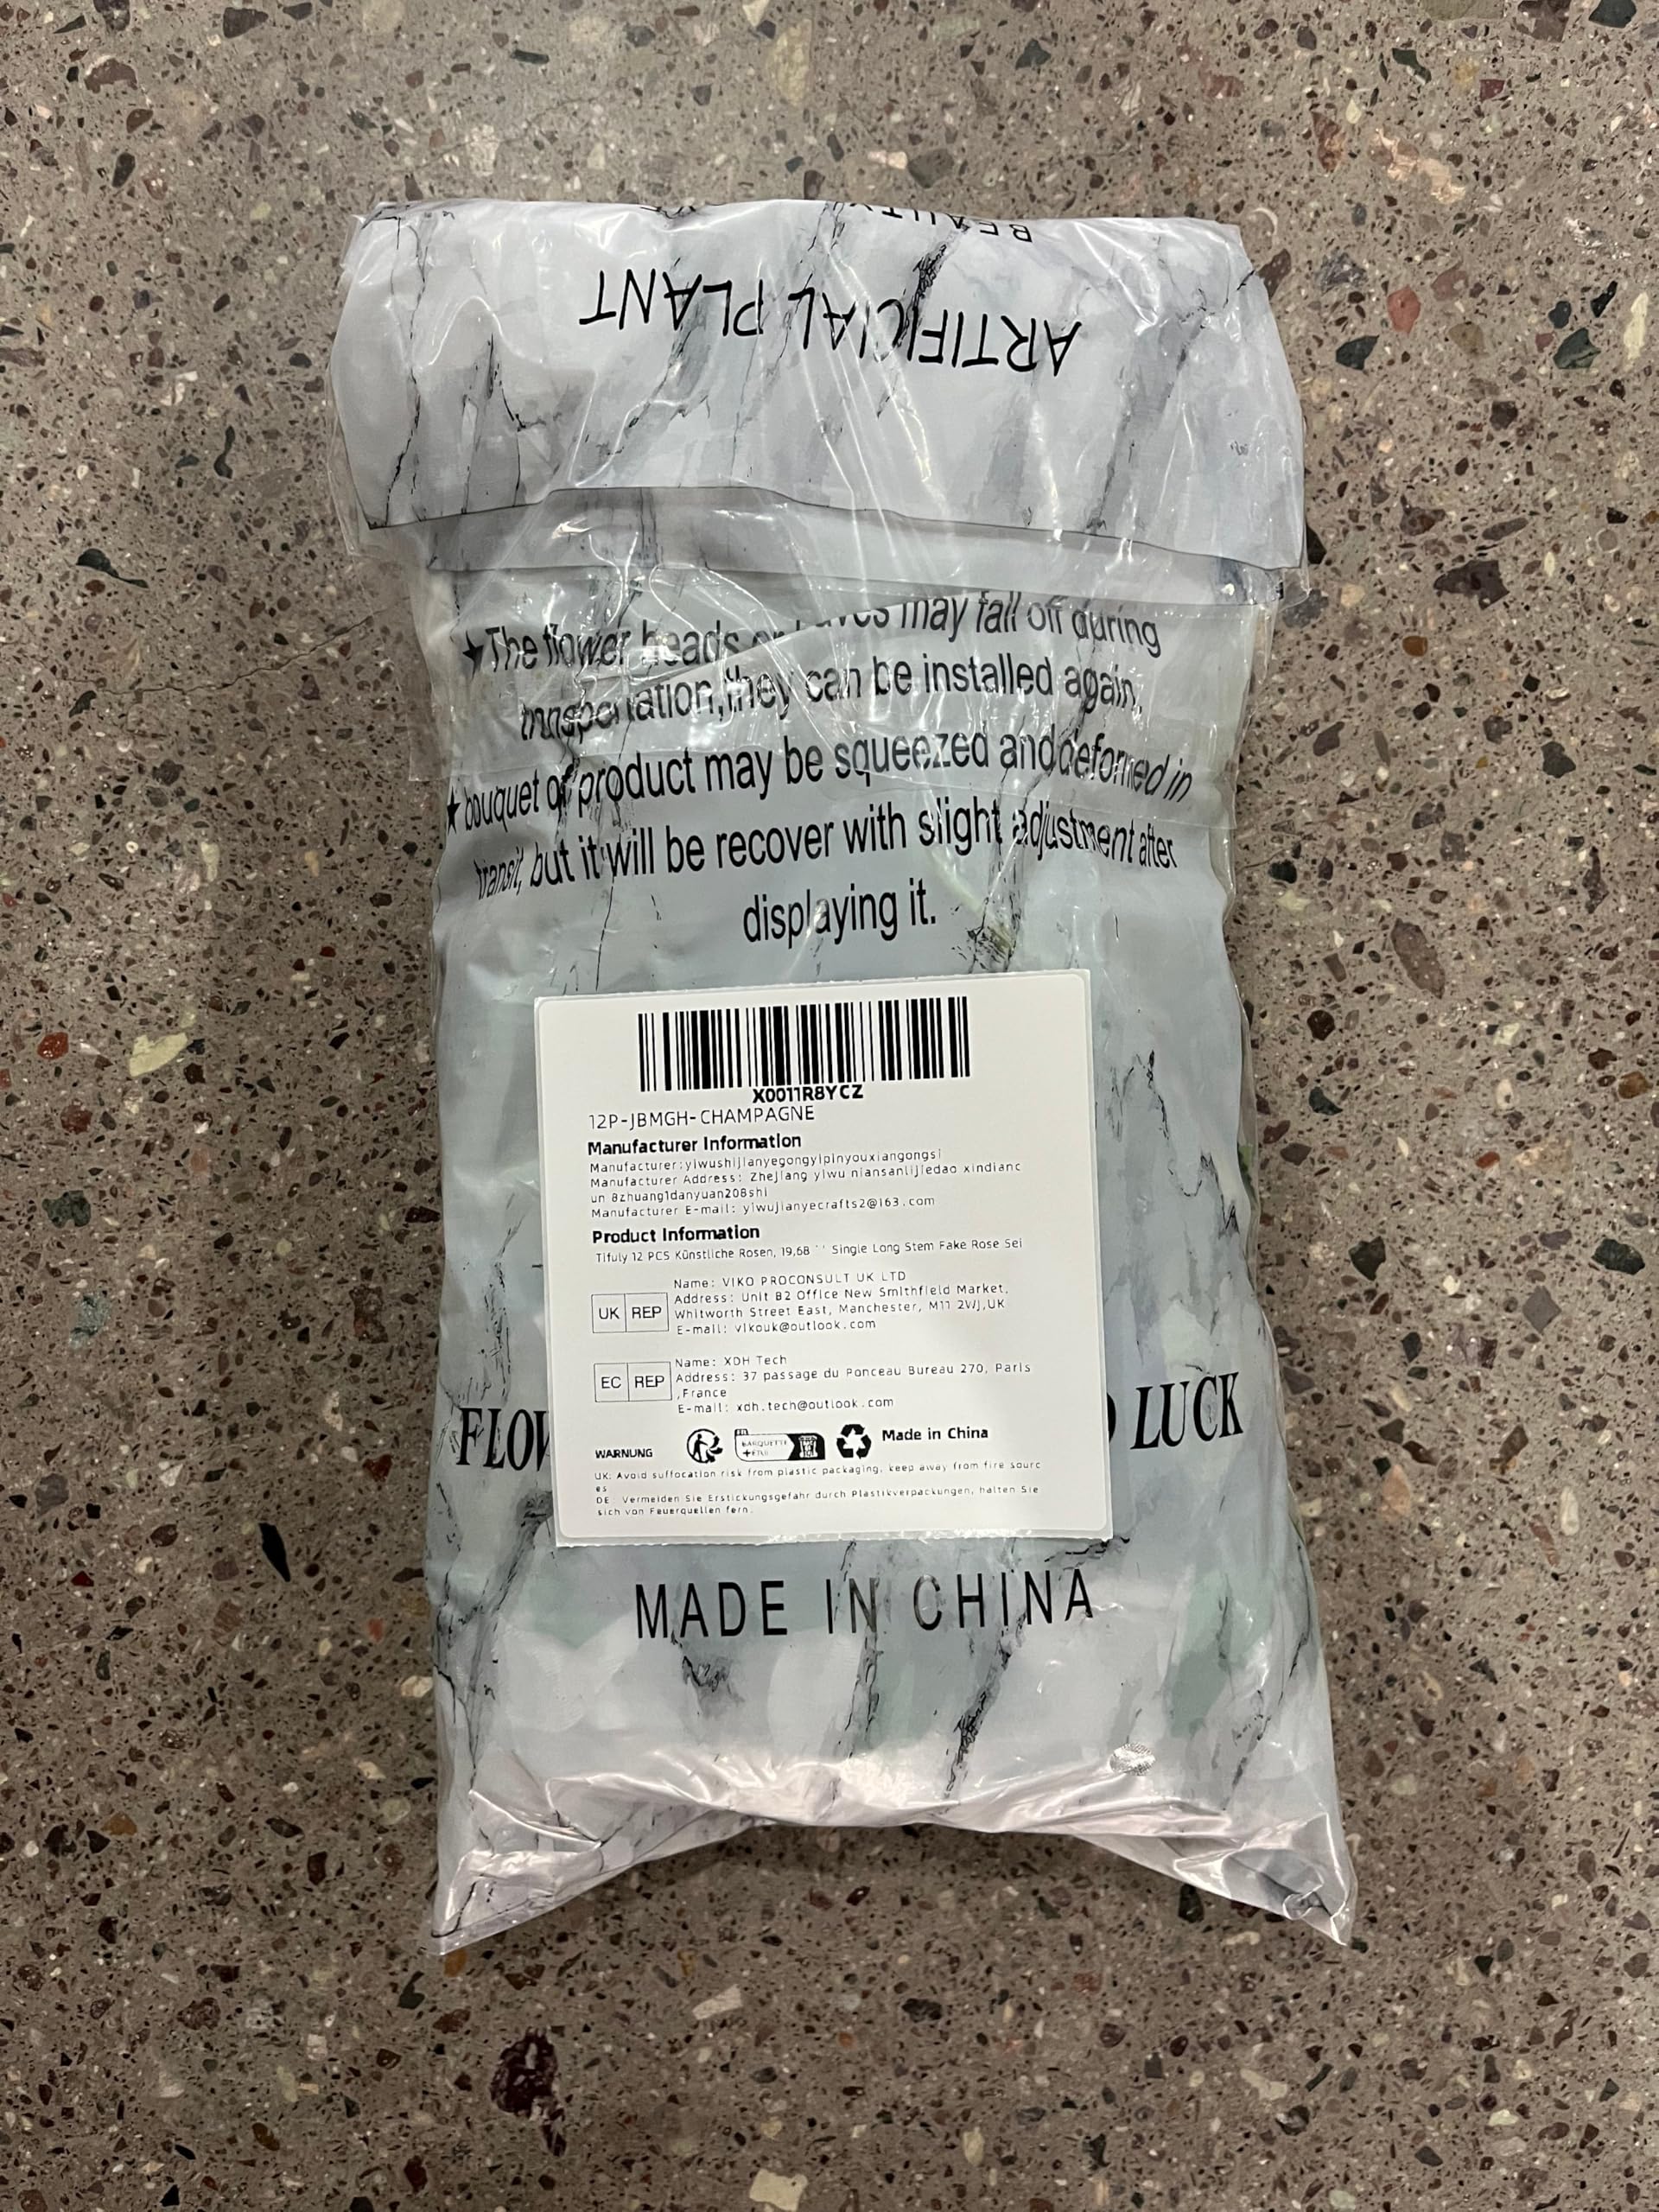 BEAUTY
ARTIFICIAL PLANT
★The flower heads or may fall off during
transportation,they can be installed again.
★bouquet of product may be squeezed and deformed in
transit, but it will be recover with slight adjustment after
displaying it.
X0011R8YCZ
12P-JBMGH-CHAMPAGNE
Manufacturer Information
Manufacturer:yiwushijianyegongyipinyouxiangongsi
Manufacturer Address: Zhejiang yiwu niansanlijiedao xindianc
un 8zhuang1danyuan208shi
Manufacturer E-mail: yiwujianyecrafts2@163.com
Product Information
Tifuly 12 PCS Künstliche Rosen, 19,68 '' Single Long Stem Fake Rose Sei
UK REP
Name: VIKO PROCONSULT UK LTD
Address: Unit B2 Office New Smithfield Market,
Whitworth Street East, Manchester, M11 2WJ,UK
E-mail: vikouk@outlook.com
EC REP
Name: XDH Tech
Address: 37 passage du Ponceau Bureau 270, Paris
,France
E-mail: xdh.tech@outlook.com
FLOW
LUCK
WARNUNG
FR
BARQUETTE
+ÉTUI
Made in China
UK: Avoid suffocation risk from plastic packaging, keep away from fire sourc
es
DE: Vermeiden Sie Erstickungsgefahr durch Plastikverpackungen, halten Sie
sich von Feuerquellen fern.
MADE IN CHINA